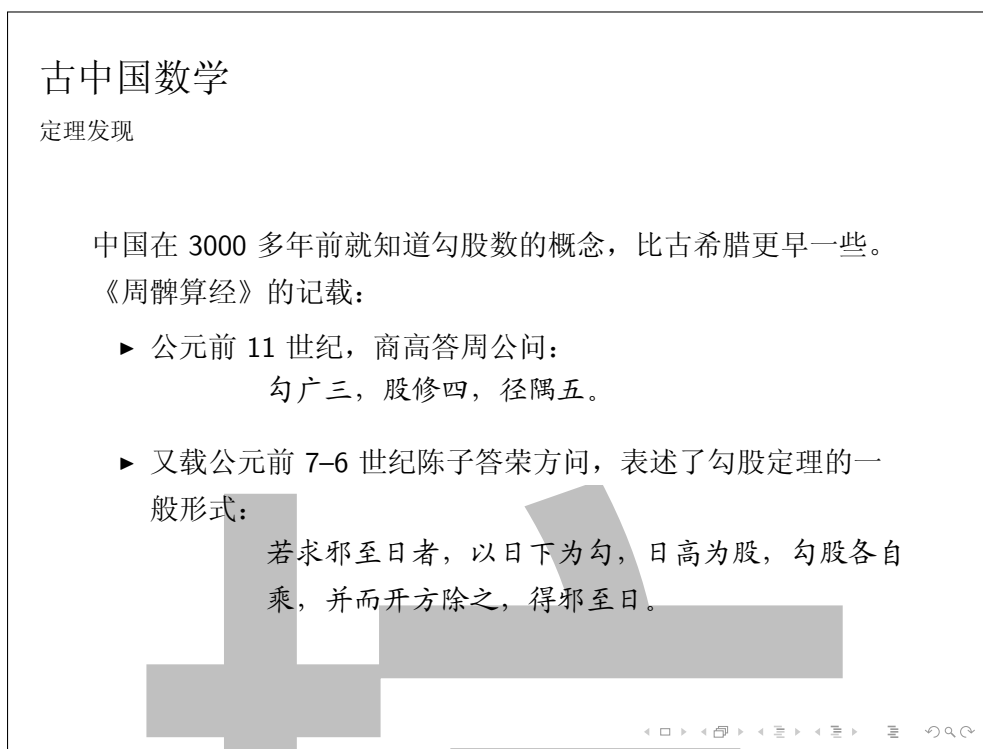 古中国数学
定理发现
中国在 3000 多年前就知道勾股数的概念，比古希腊更早一些。
《周髀算经》的记载：
▶ 公元前 11 世纪，商高答周公问：
勾广三，股修四，径隅五。
▶ 又载公元前 7–6 世纪陈子答荣方问，表述了勾股定理的一
般形式：
若求邪至日者，以日下为勾，日高为股，勾股各自
乘，并而开方除之，得邪至日。